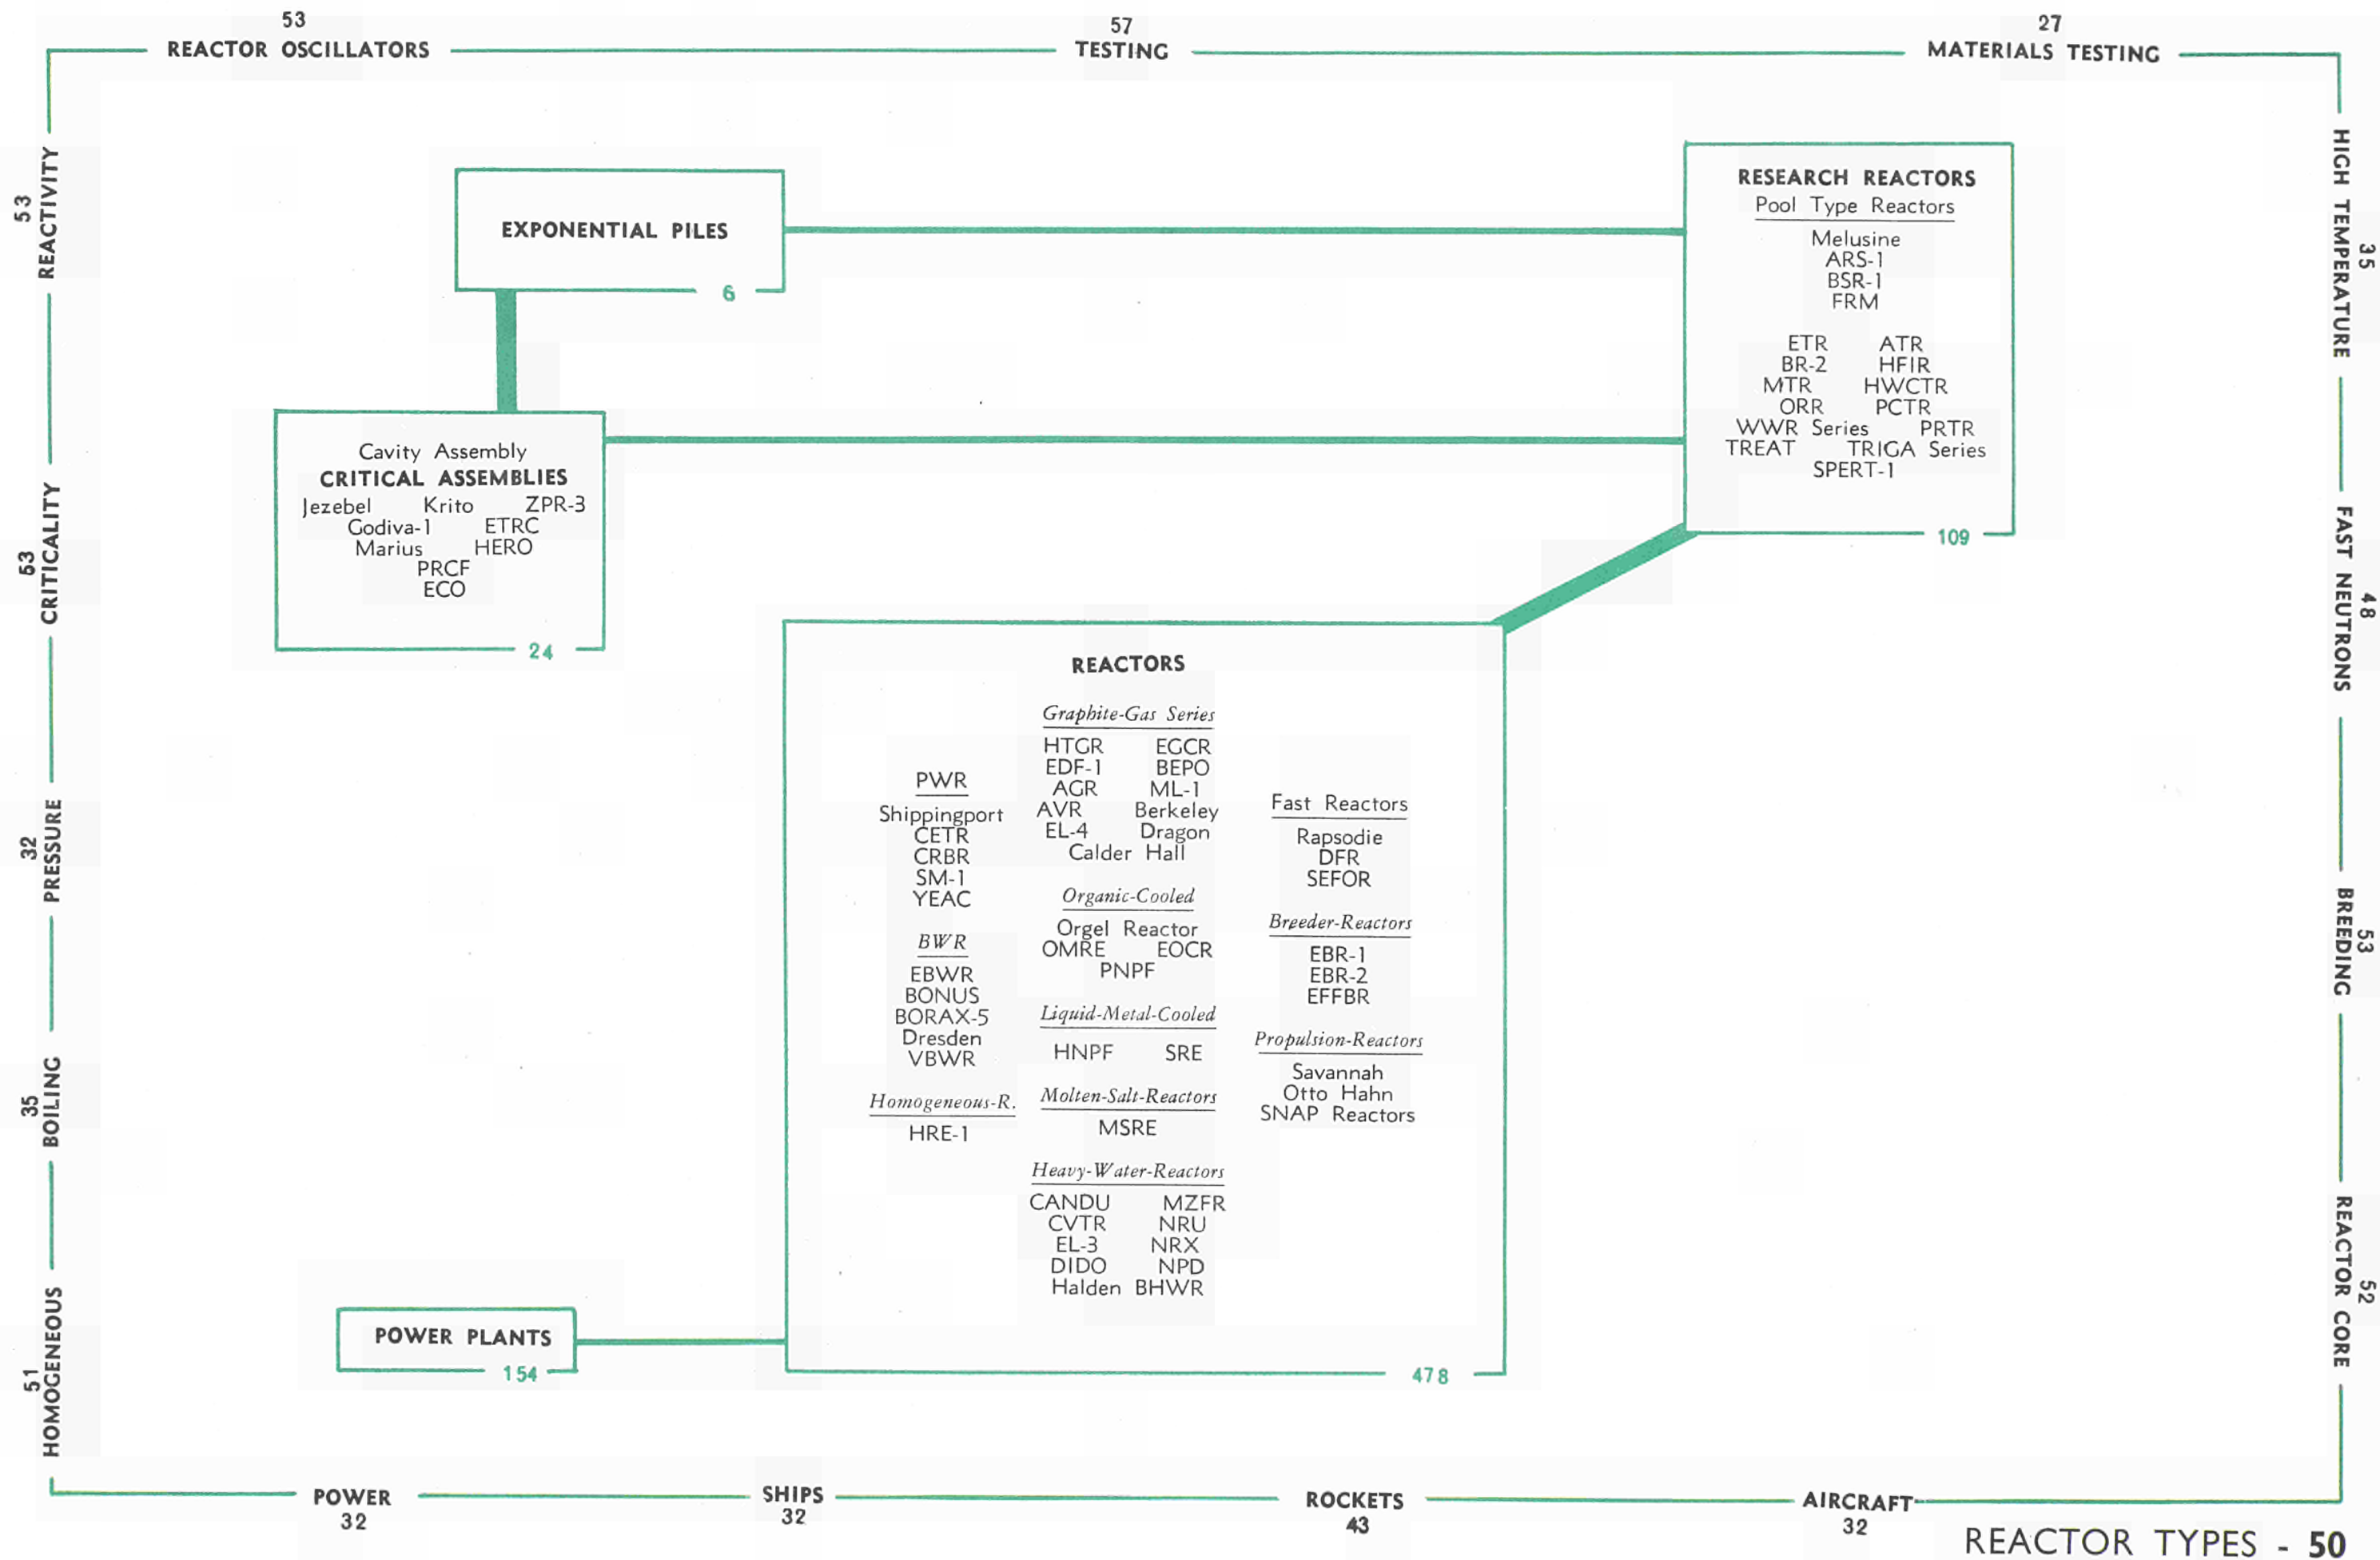 53
REACTOR OSCILLATORS
57
TESTING
27
MATERIALS TESTING
53
REACTIVITY
53
CRITICALITY
32
PRESSURE
35
BOILING
51
HOMOGENEOUS
EXPONENTIAL PILES
6
Cavity Assembly
CRITICAL ASSEMBLIES
Jezebel Krito ZPR-3
Godiva-1 ETRC
Marius HERO
PRCF
ECO
24
RESEARCH REACTORS
Pool Type Reactors
Melusine
ARS-1
BSR-1
FRM
ETR ATR
BR-2 HFIR
MTR HWCTR
ORR PCTR
WWR Series PRTR
TREAT TRIGA Series
SPERT-1
109
REACTORS
PWR
Shippingport
CETR
CRBR
SM-1
YEAC
BWR
EBWR
BONUS
BORAX-5
Dresden
VBWR
Homogeneous-R.
HRE-1
Graphite-Gas Series
HTGR EGCR
EDF-1 BEPO
AGR ML-1
AVR Berkeley
EL-4 Dragon
Calder Hall
Organic-Cooled
Orgel Reactor
OMRE EOCR
PNPF
Liquid-Metal-Cooled
HNPF SRE
Molten-Salt-Reactors
MSRE
Heavy-Water-Reactors
CANDU MZFR
CVTR NRU
EL-3 NRX
DIDO NPD
Halden BHWR
Fast Reactors
Rapsodie
DFR
SEFOR
Breeder-Reactors
EBR-1
EBR-2
EFFBR
Propulsion-Reactors
Savannah
Otto Hahn
SNAP Reactors
478
POWER PLANTS
154
HIGH TEMPERATURE
35
FAST NEUTRONS
48
BREEDING
53
REACTOR CORE
52
POWER
32
SHIPS
32
ROCKETS
43
AIRCRAFT
32
REACTOR TYPES - 50